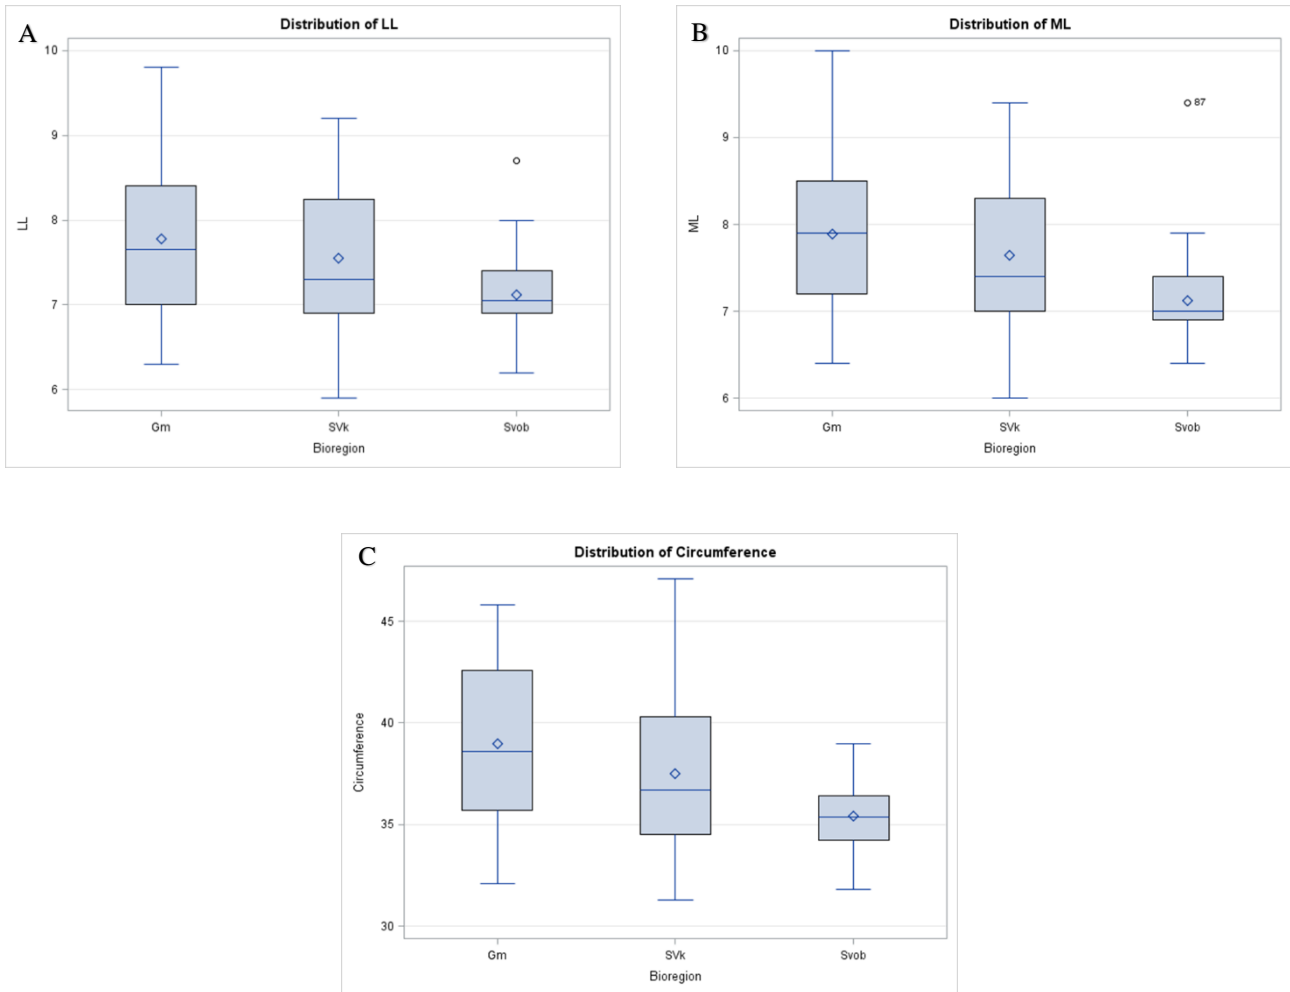 A
Distribution of LL
10
9
8
7
6
LL
Gm SVk Svob
Bioregion
B
Distribution of ML
10
9
8
7
6
ML
87
Gm SVk Svob
Bioregion
C
Distribution of Circumference
45
40
35
30
Circumference
Gm SVk Svob
Bioregion